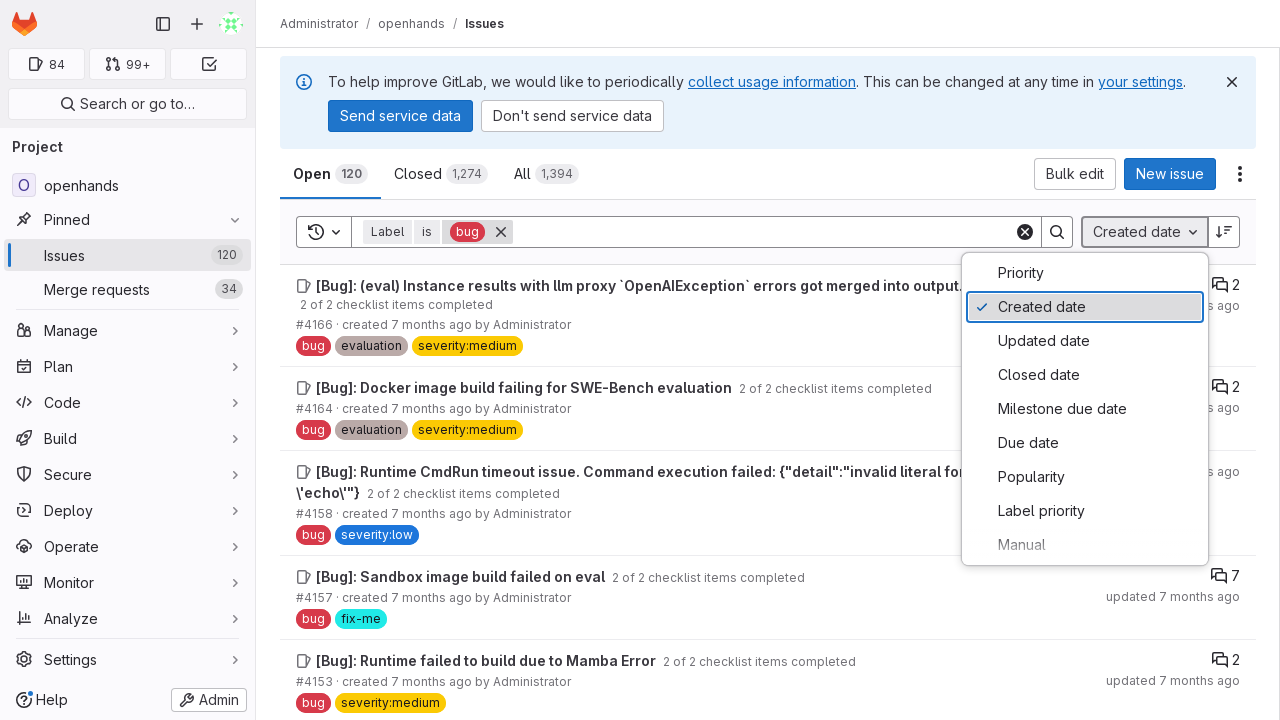 84
99+
Search or go to…
Project
O openhands
Pinned
Issues 120
Merge requests 34
Manage
Plan
Code
Build
Secure
Deploy
Operate
Monitor
Analyze
Settings
Help
Admin
Administrator / openhands / Issues
To help improve GitLab, we would like to periodically collect usage information. This can be changed at any time in your settings.
Send service data
Don't send service data
Open 120 Closed 1,274 All 1,394
Bulk edit
New issue
Label is bug
Created date
Priority
Created date
Updated date
Closed date
Milestone due date
Due date
Popularity
Label priority
Manual
[Bug]: (eval) Instance results with llm proxy `OpenAIException` errors got merged into output.
2
2 of 2 checklist items completed
ago
#4166 · created 7 months ago by Administrator
bug evaluation severity:medium
[Bug]: Docker image build failing for SWE-Bench evaluation 2 of 2 checklist items completed
2
#4164 · created 7 months ago by Administrator
ago
bug evaluation severity:medium
[Bug]: Runtime CmdRun timeout issue. Command execution failed: {"detail":"invalid literal for
ago
\'echo\'"} 2 of 2 checklist items completed
#4158 · created 7 months ago by Administrator
bug severity:low
[Bug]: Sandbox image build failed on eval 2 of 2 checklist items completed
7
#4157 · created 7 months ago by Administrator
updated 7 months ago
bug fix-me
[Bug]: Runtime failed to build due to Mamba Error 2 of 2 checklist items completed
2
#4153 · created 7 months ago by Administrator
updated 7 months ago
bug severity:medium